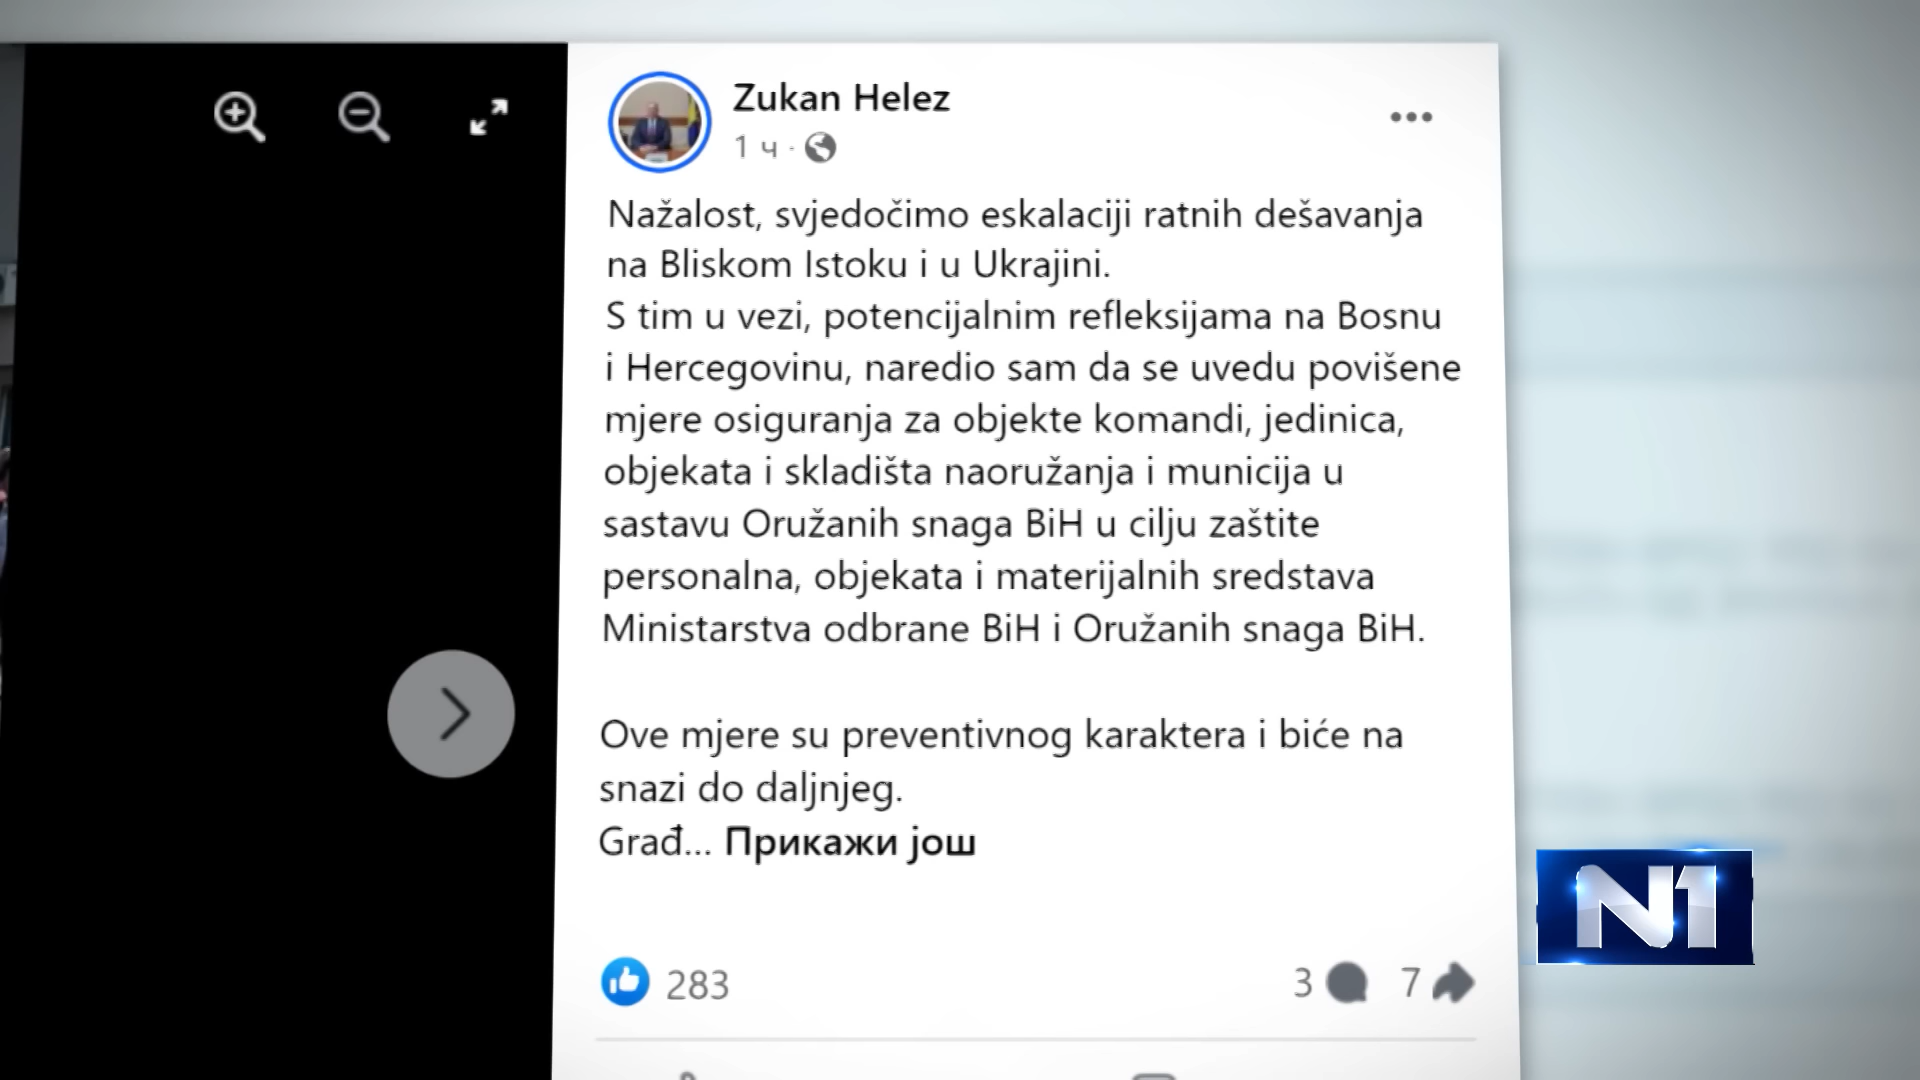 Zukan Helez
1 ч ·
Nažalost, svjedočimo eskalaciji ratnih dešavanja
na Bliskom Istoku i u Ukrajini.
S tim u vezi, potencijalnim refleksijama na Bosnu
i Hercegovinu, naredio sam da se uvedu povišene
mjere osiguranja za objekte komandi, jedinica,
objekata i skladišta naoružanja i municija u
sastavu Oružanih snaga BiH u cilju zaštite
personalna, objekata i materijalnih sredstava
Ministarstva odbrane BiH i Oružanih snaga BiH.
Ove mjere su preventivnog karaktera i biće na
snazi do daljnjeg.
Građ... Прикажи још
283
3
7
N1